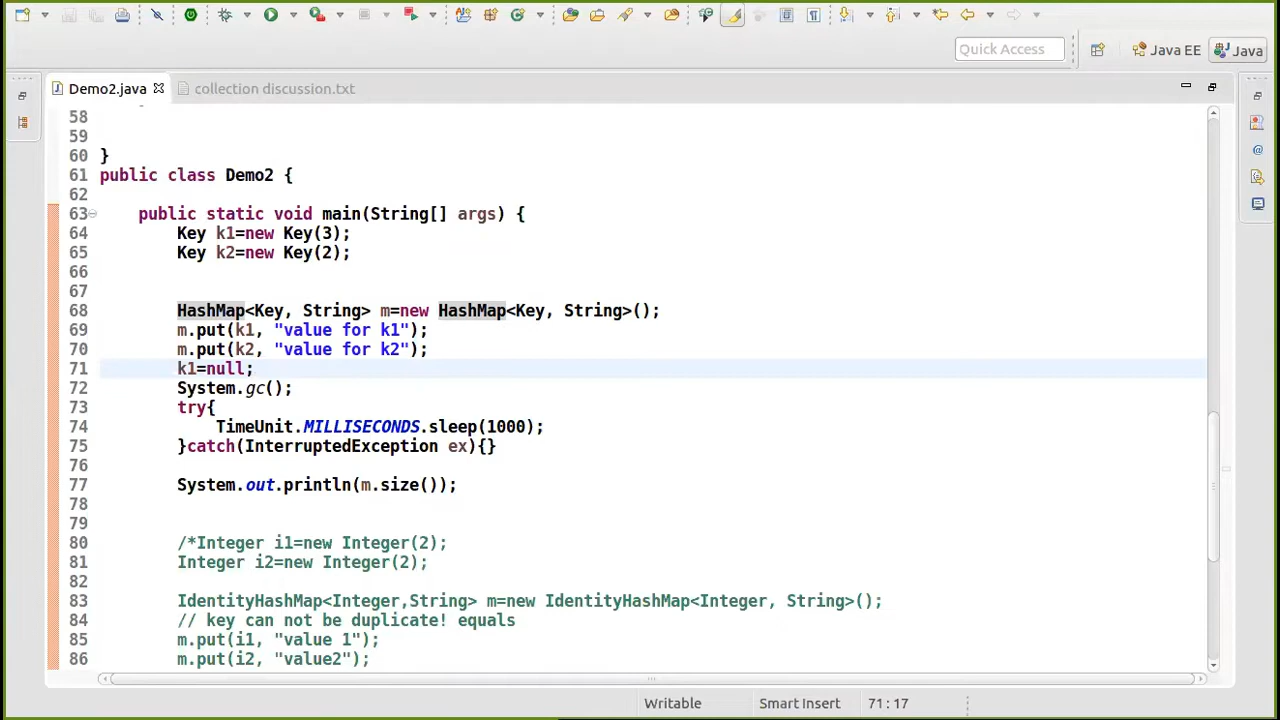 Quick Access
Java EE
Java
Demo2.java
collection discussion.txt
58
59
60 }
61 public class Demo2 {
62
63 public static void main(String[] args) {
64 Key k1=new Key(3);
65 Key k2=new Key(2);
66
67
68 HashMap<Key, String> m=new HashMap<Key, String>();
69 m.put(k1, "value for k1");
70 m.put(k2, "value for k2");
71 k1=null;
72 System.gc();
73 try{
74 TimeUnit.MILLISECONDS.sleep(1000);
75 }catch(InterruptedException ex){}
76
77 System.out.println(m.size());
78
79
80 /*Integer i1=new Integer(2);
81 Integer i2=new Integer(2);
82
83 IdentityHashMap<Integer,String> m=new IdentityHashMap<Integer, String>();
84 // key can not be duplicate! equals
85 m.put(i1, "value 1");
86 m.put(i2, "value2");
Writable
Smart Insert
71 : 17